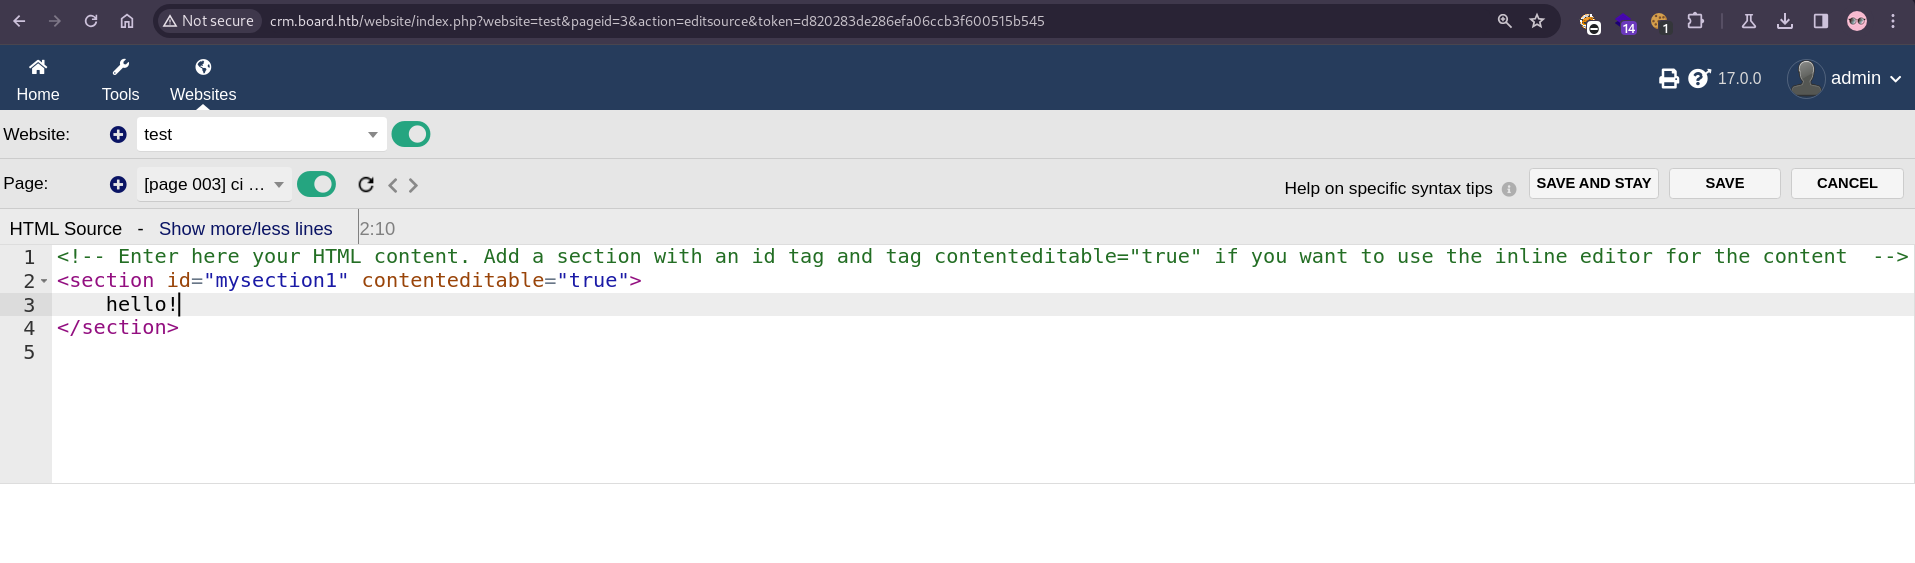 Not secure crm.board.htb/website/index.php?website=test&pageid=3&action=editsource&token=d820283de286efa06ccb3f600515b545 14 1
Home Tools Websites 17.0.0 admin
Website: test
Page: [page 003] ci ... Help on specific syntax tips SAVE AND STAY SAVE CANCEL
HTML Source - Show more/less lines 2:10
1 <!-- Enter here your HTML content. Add a section with an id tag and tag contenteditable="true" if you want to use the inline editor for the content -->
2 <section id="mysection1" contenteditable="true">
3 hello!
4 </section>
5